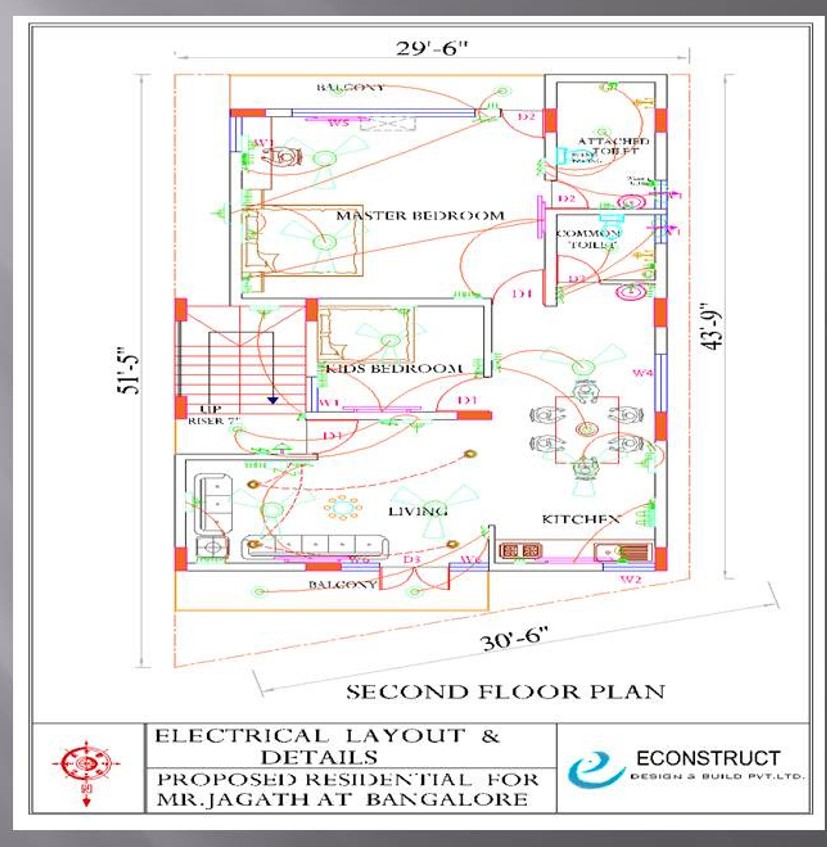 29'-6"
BALCONY
D2
W5
W1
ATTACHED
TOILET
D2
MASTER BEDROOM
COMMON
TOILET
D2
D1
51'-5"
43'-9"
KIDS BEDROOM
W4
UP
RISER 7"
W1
D1
D1
LIVING
KITCHEN
W6
D3
W6
BALCONY
W2
30'-6"
SECOND FLOOR PLAN
ELECTRICAL LAYOUT &
DETAILS
PROPOSED RESIDENTIAL FOR
MR.JAGATH AT BANGALORE
ECONSTRUCT
DESIGN & BUILD PVT.LTD.